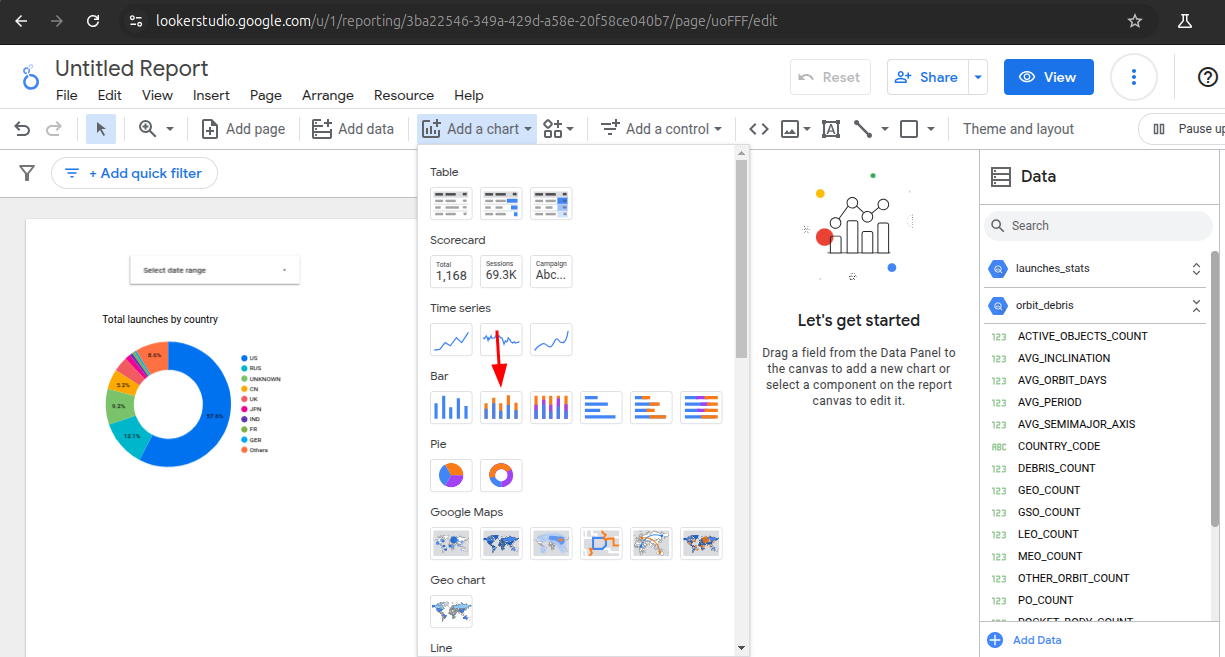 lookerstudio.google.com/u/1/reporting/3ba22546-349a-429d-a58e-20f58ce040b7/page/uoFFF/edit
Untitled Report
File Edit View Insert Page Arrange Resource Help
Reset
Share
View
Add page
Add data
Add a chart
Add a control
Theme and layout
Pause up
+ Add quick filter
Select date range
Total launches by country
57.6%
13.1%
9.3%
5.2%
8.6%
US
RUS
UNKNOWN
CN
UK
JPN
IND
FR
GER
Others
Table
Scorecard
Total
1,168
Sessions
69.3K
Campaign
Abc...
Time series
Bar
Pie
Google Maps
Geo chart
Line
Let's get started
Drag a field from the Data Panel to
the canvas to add a new chart or
select a component on the report
canvas to edit it.
Data
Search
launches_stats
orbit_debris
123 ACTIVE_OBJECTS_COUNT
123 AVG_INCLINATION
123 AVG_ORBIT_DAYS
123 AVG_PERIOD
123 AVG_SEMIMAJOR_AXIS
ABC COUNTRY_CODE
123 DEBRIS_COUNT
123 GEO_COUNT
123 GSO_COUNT
123 LEO_COUNT
123 MEO_COUNT
123 OTHER_ORBIT_COUNT
123 PO_COUNT
123 ROCKET_BODY_COUNT
Add Data